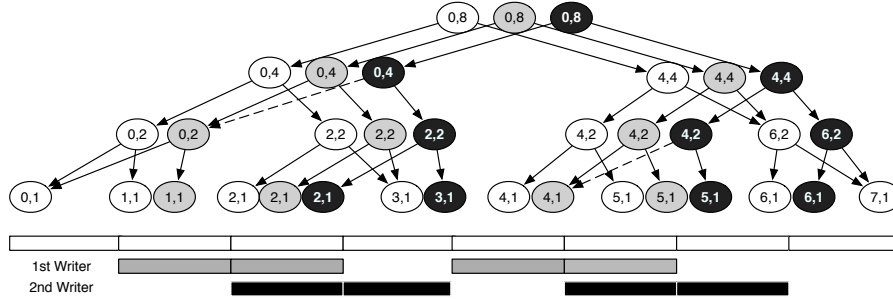 0,8 0,8 0,8
0,4 0,4 0,4 4,4 4,4 4,4
0,2 0,2 2,2 2,2 2,2 4,2 4,2 4,2 6,2 6,2
0,1 1,1 1,1 2,1 2,1 2,1 3,1 3,1 4,1 4,1 5,1 5,1 5,1 6,1 6,1 7,1
1st Writer
2nd Writer